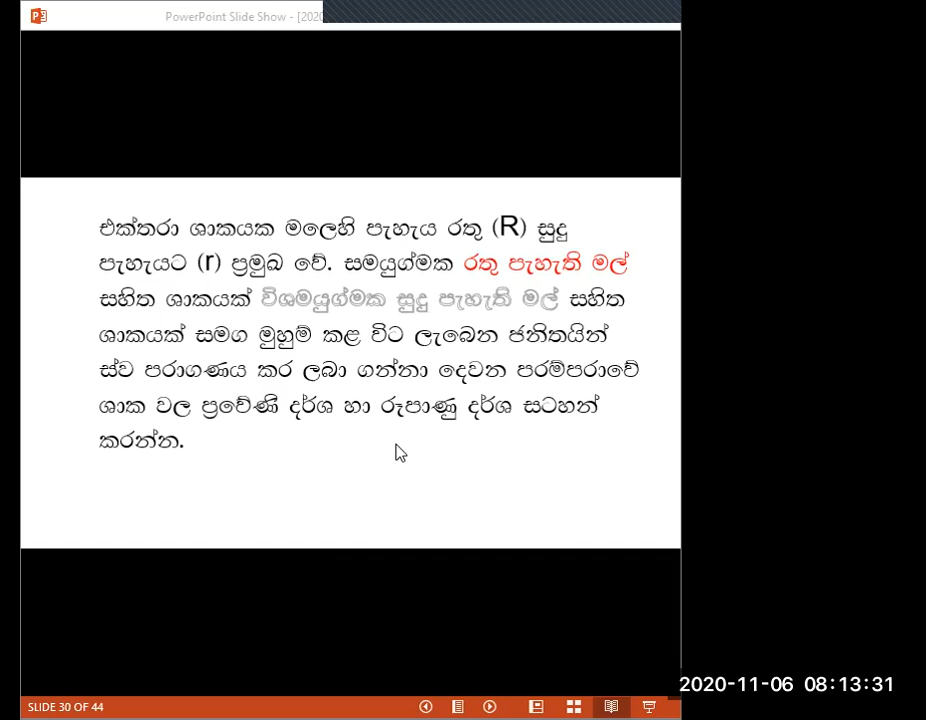 PowerPoint Slide Show - [2020
එක්තරා ශාකයක මලෙහි පැහැය රතු (R) සුදු
පැහැයට (r) ප්‍රමුඛ වේ. සමයුග්මක රතු පැහැති මල්
සහිත ශාකයක් විශමයුග්මක සුදු පැහැති මල් සහිත
ශාකයක් සමග මුහුම් කළ විට ලැබෙන ජනිතයින්
ස්ව පරාගණය කර ලබා ගන්නා දෙවන පරම්පරාවේ
ශාක වල ප්‍රවේණි දර්ශ හා රූපාණු දර්ශ සටහන්
කරන්න.
2020-11-06 08:13:31
SLIDE 30 OF 44